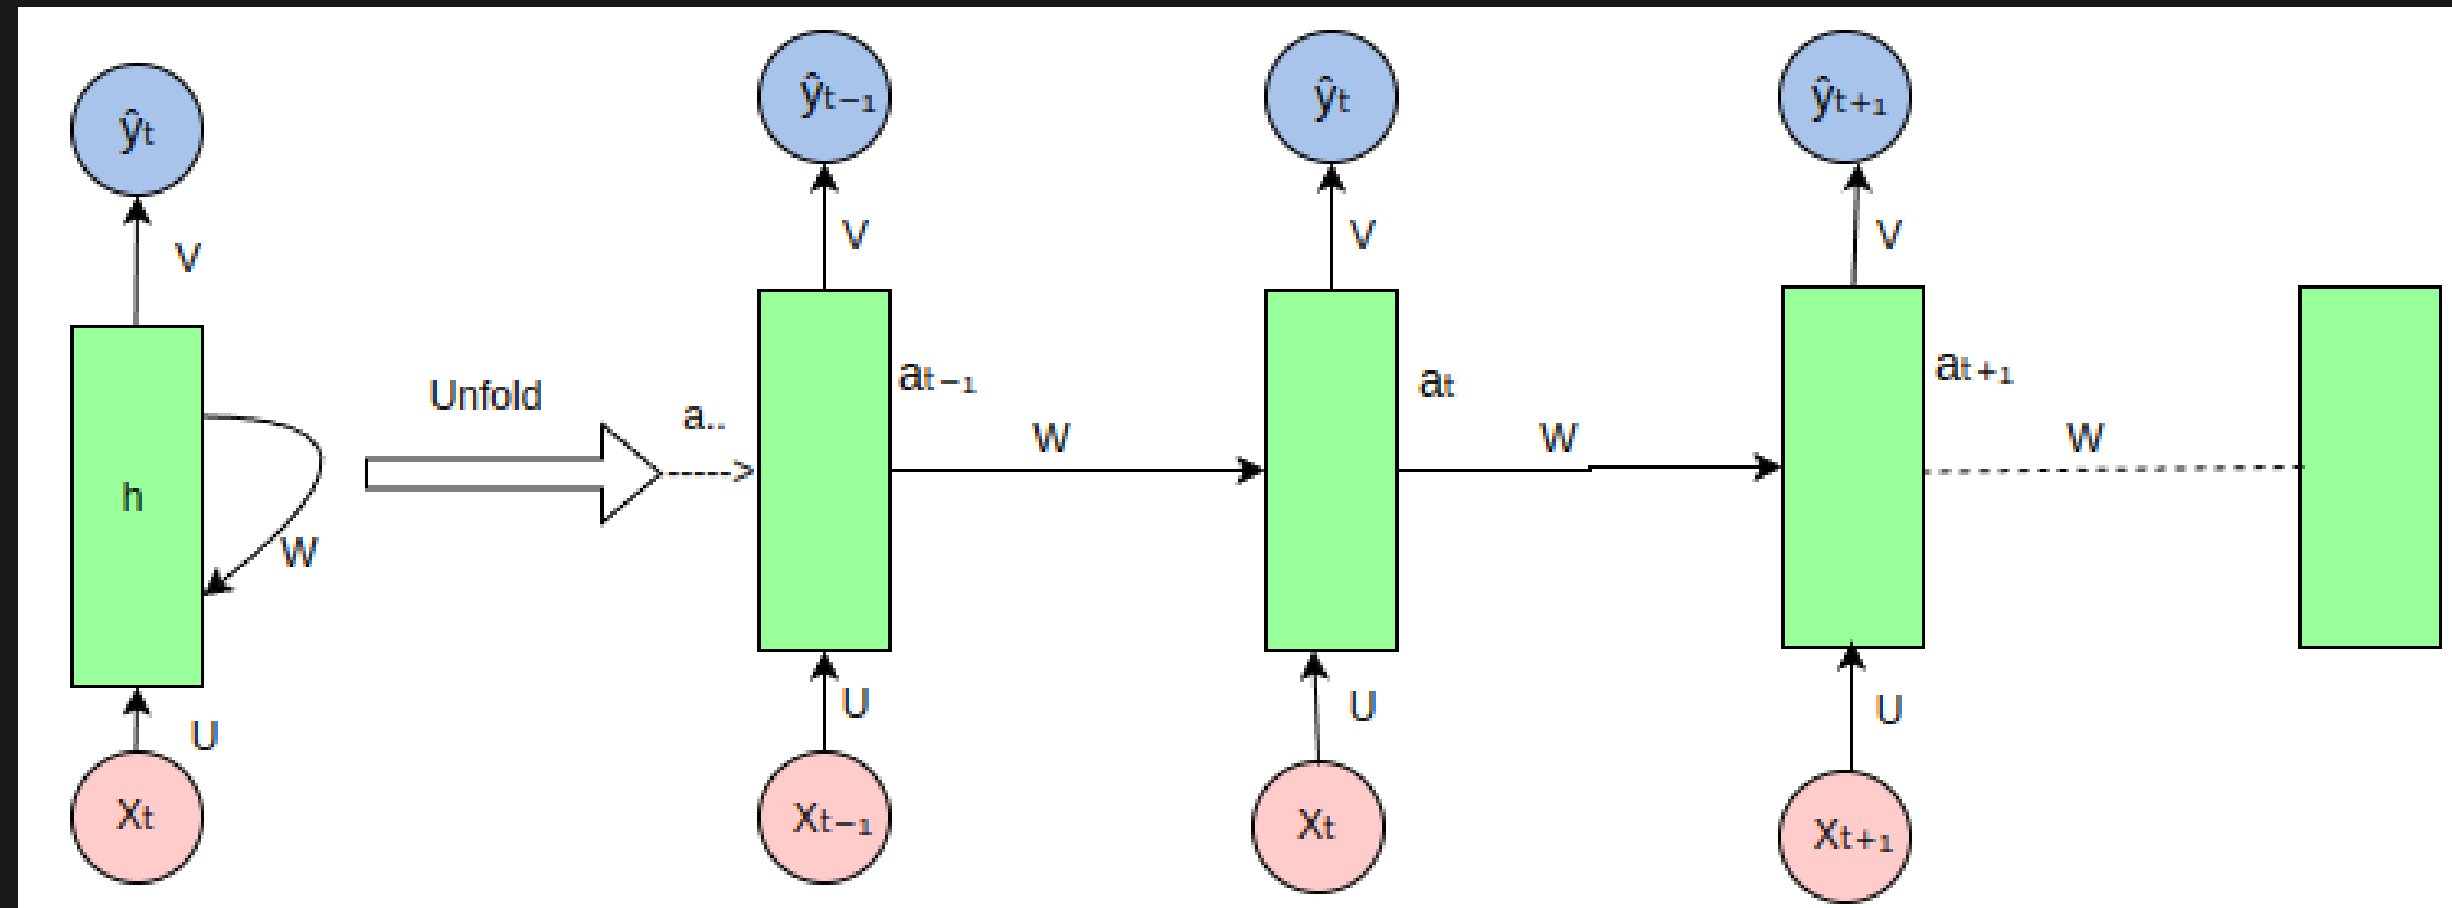 ŷt
V
h
W
U
Xt
Unfold
a..
ŷt−1
V
at−1
W
U
Xt−1
ŷt
V
at
W
U
Xt
ŷt+1
V
at+1
W
U
Xt+1